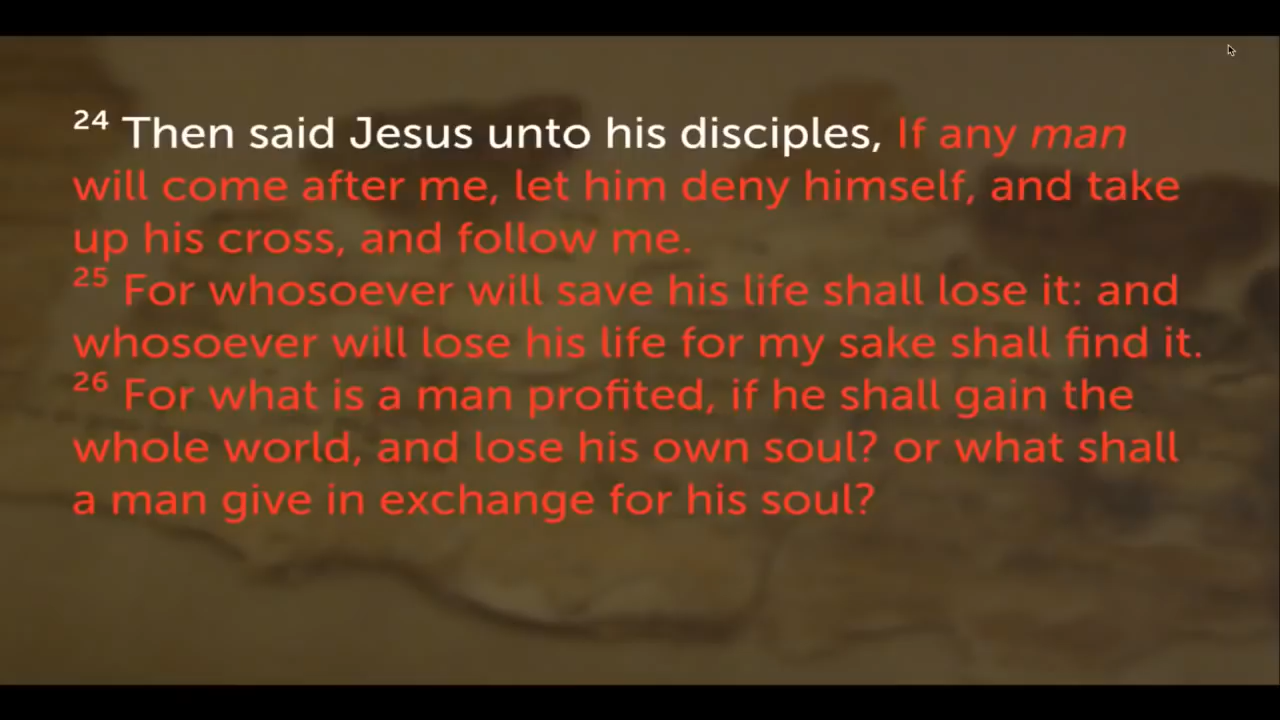 24 Then said Jesus unto his disciples, If any man
will come after me, let him deny himself, and take
up his cross, and follow me.
25 For whosoever will save his life shall lose it: and
whosoever will lose his life for my sake shall find it.
26 For what is a man profited, if he shall gain the
whole world, and lose his own soul? or what shall
a man give in exchange for his soul?